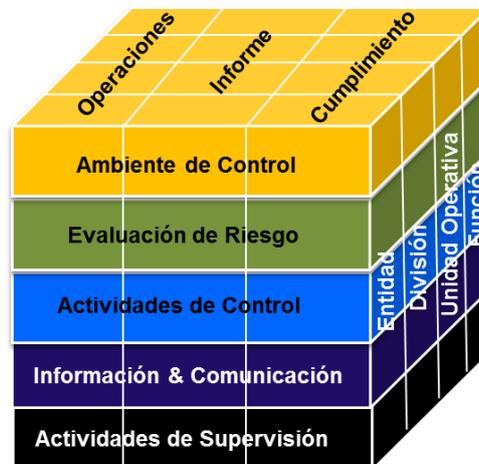 Operaciones
Informe
Cumplimiento
Ambiente de Control
Evaluación de Riesgo
Actividades de Control
Información & Comunicación
Actividades de Supervisión
Entidad
División
Unidad Operativa
Función